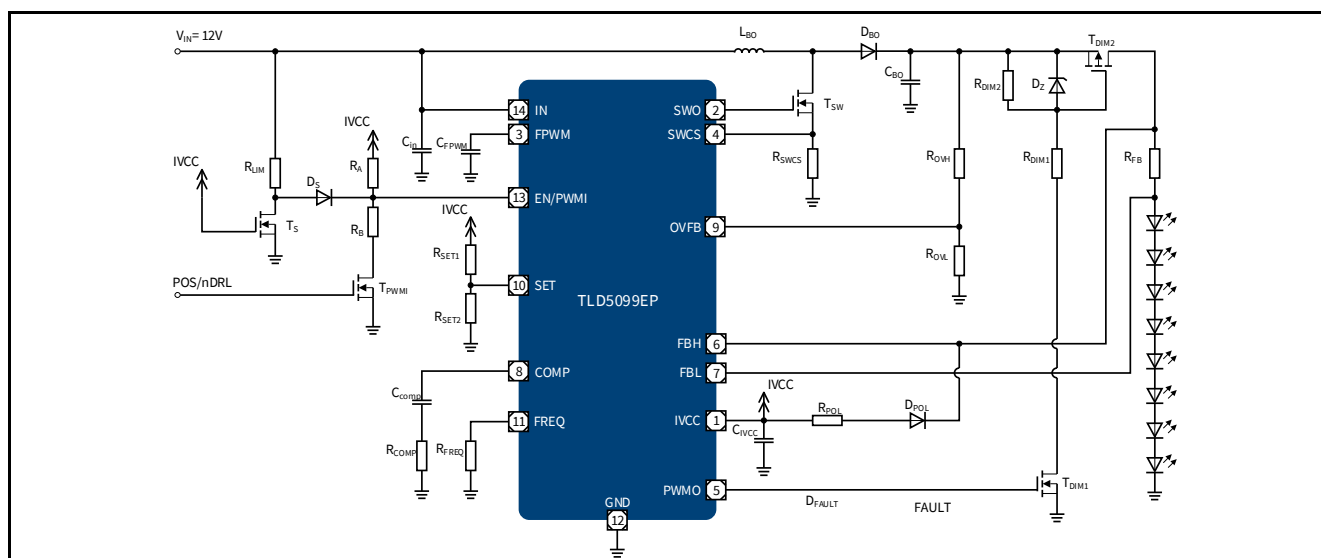 V_IN= 12V
L_BO
D_BO
T_DIM2
C_BO
R_DIM2
D_Z
14
IN
SWO
2
T_SW
3
FPWM
SWCS
4
C_in
C_FPWM
IVCC
R_LIM
R_A
R_SWCS
R_OVH
R_DIM1
R_FB
IVCC
D_S
13
EN/PWMI
T_S
R_B
IVCC
OVFB
9
R_SET1
R_OVL
POS/nDRL
T_PWMI
10
SET
TLD5099EP
R_SET2
FBH
6
8
COMP
FBL
7
C_comp
IVCC
R_POL
D_POL
11
FREQ
IVCC
1
C_IVCC
R_COMP
R_FREQ
PWMO
5
D_FAULT
FAULT
T_DIM1
GND
12